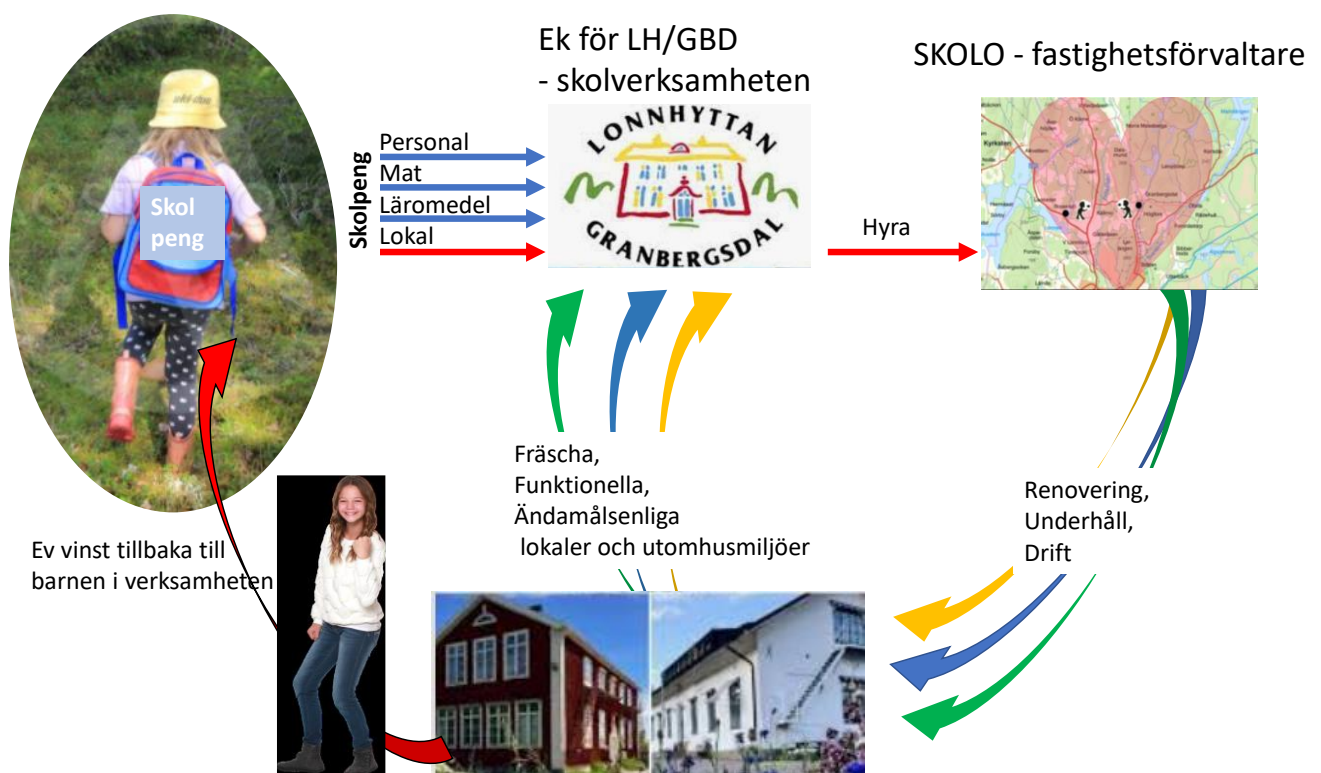 Skol
peng
Skolpeng
Personal
Mat
Läromedel
Lokal
Ek för LH/GBD
- skolverksamheten
LONNHYTTAN
GRANBERGSDAL
Hyra
SKOLO - fastighetsförvaltare
Fräscha,
Funktionella,
Ändamålsenliga
lokaler och utomhusmiljöer
Renovering,
Underhåll,
Drift
Ev vinst tillbaka till
barnen i verksamheten